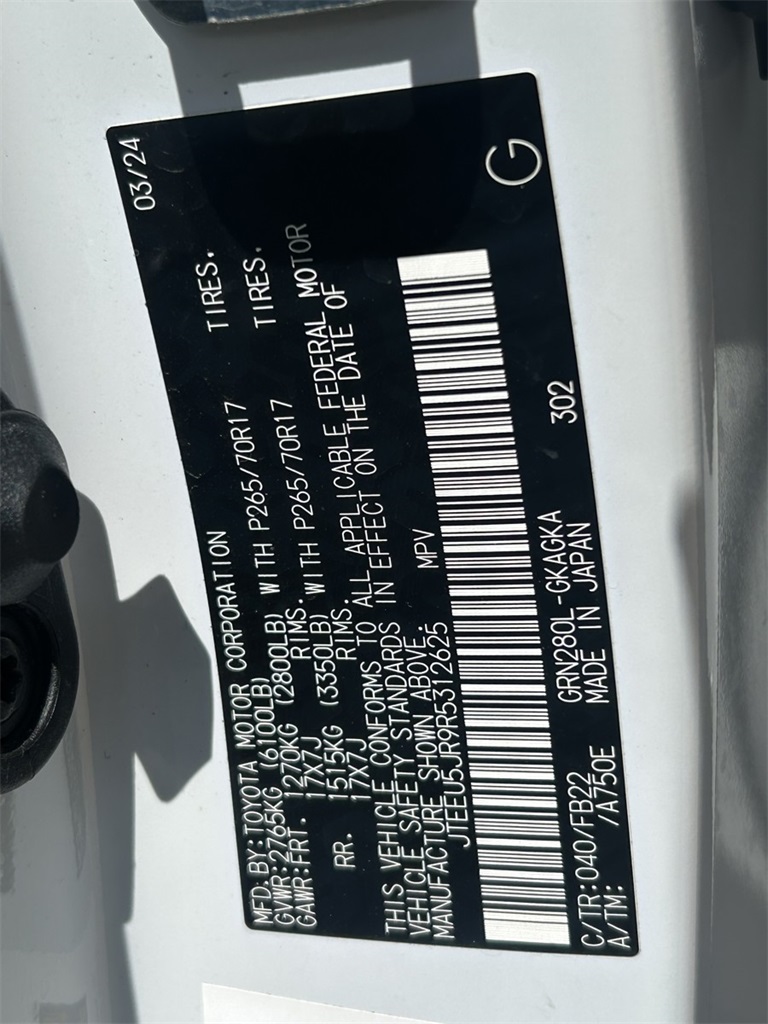 MFD. BY:TOYOTA MOTOR CORPORATION 03/24
GVWR:2765KG (6100LB)
GAWR:FRT. 1270KG (2800LB) WITH P265/70R17 TIRES.
17X7J RIMS.
RR. 1515KG (3350LB) WITH P265/70R17 TIRES.
17X7J RIMS.
THIS VEHICLE CONFORMS TO ALL APPLICABLE FEDERAL MOTOR
VEHICLE SAFETY STANDARDS IN EFFECT ON THE DATE OF
MANUFACTURE SHOWN ABOVE.
JTEEU5JR9R5312625 MPV
C/TR:040/FB22 GRN280L-GKAGKA 302 G
A/TM: /A750E MADE IN JAPAN